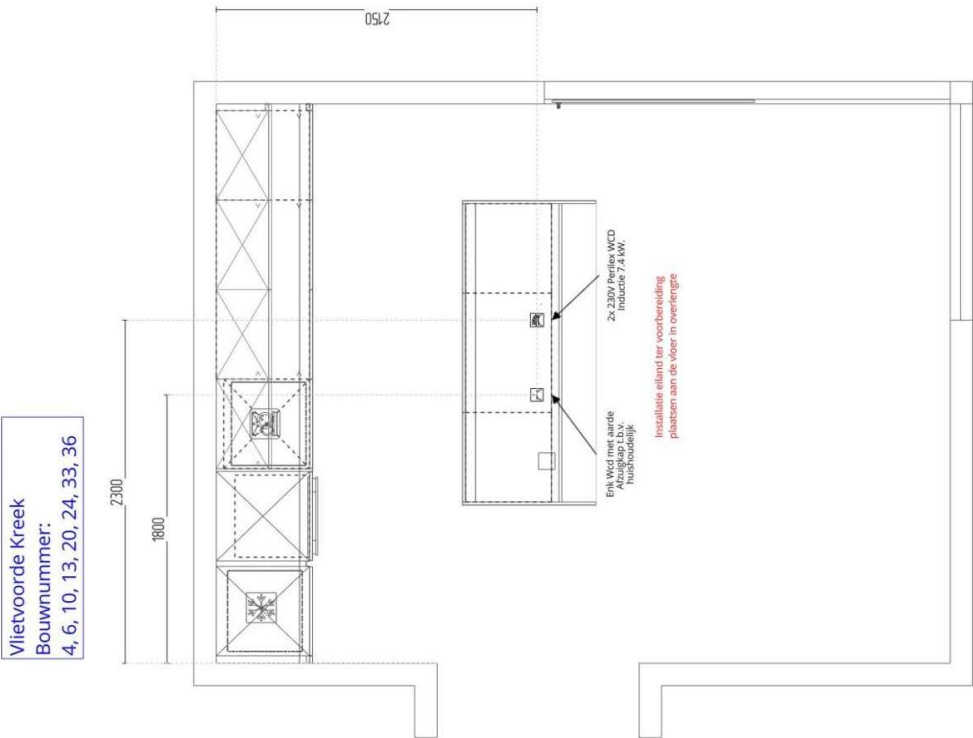 Vlietvoorde Kreek
Bouwnummer:
4, 6, 10, 13, 20, 24, 33, 36
2300
1800
2150
2x 230V Perilex WCD
Inductie 7.4 kW.
Enk Wcd met aarde
Afzuigkap t.b.v.
huishoudelijk
Installatie eiland ter voorbereiding
plaatsen aan de vloer in overlengte